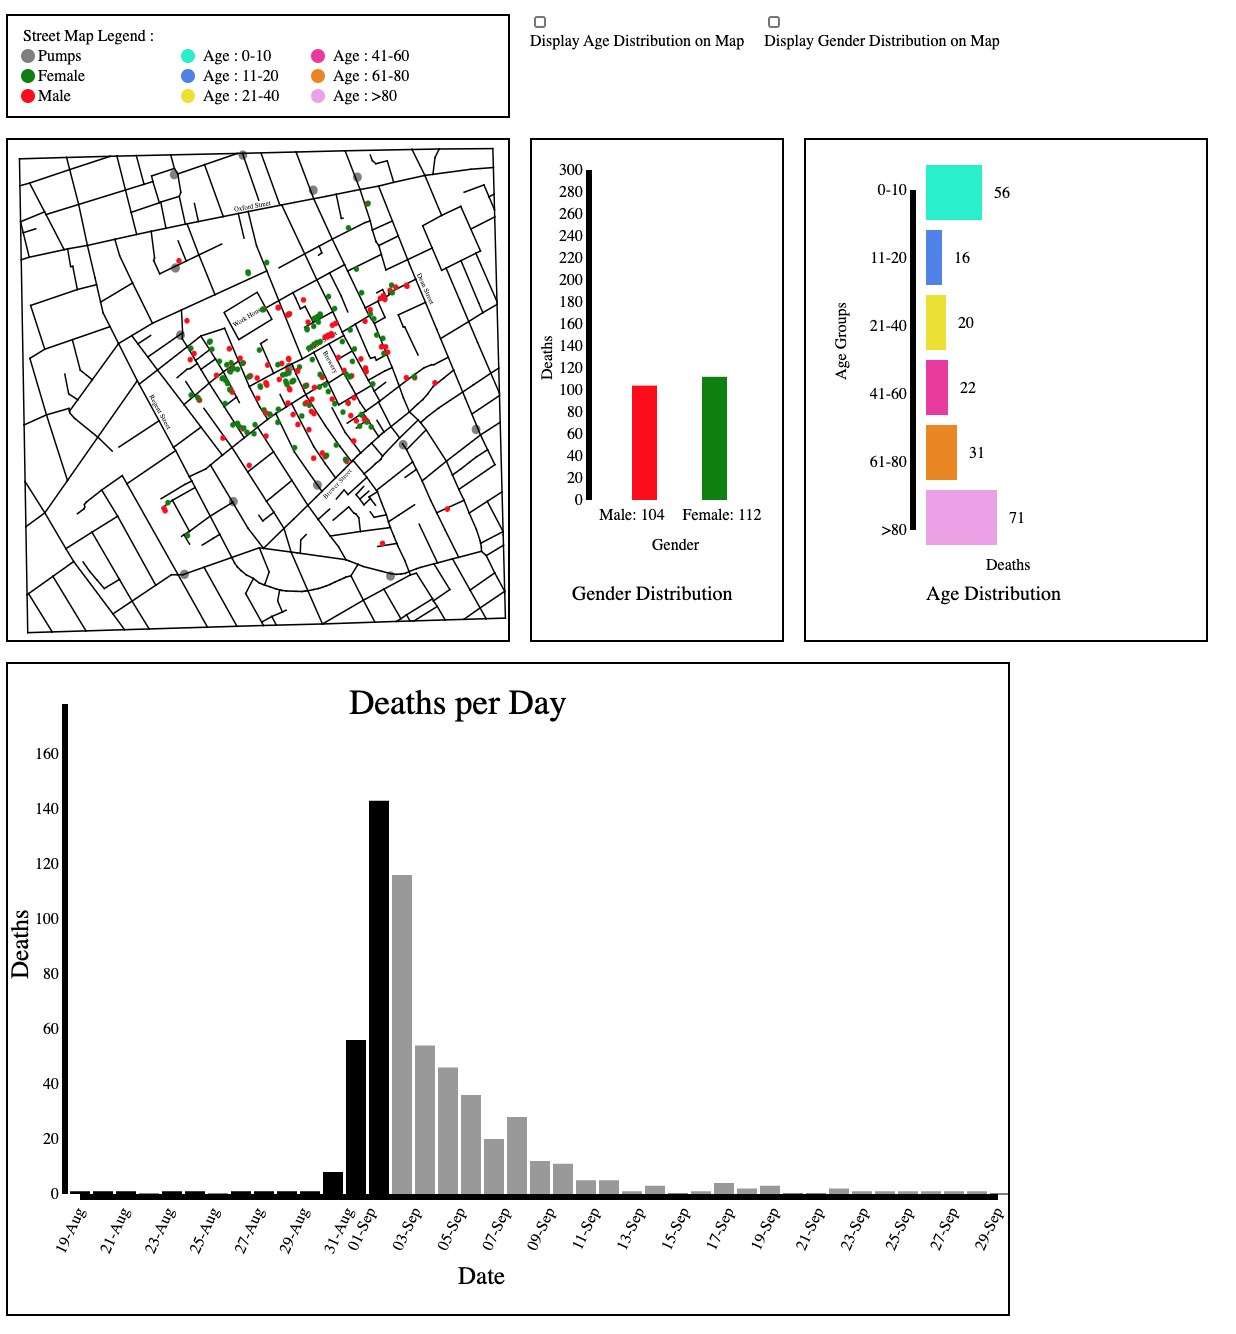 Street Map Legend :
Pumps
Female
Male
Age : 0-10
Age : 11-20
Age : 21-40
Age : 41-60
Age : 61-80
Age : >80
Display Age Distribution on Map
Display Gender Distribution on Map
Oxford Street
Dean Street
Work House
Brewery
Regent Street
Brewer Street
300
280
260
240
220
200
180
160
140
120
100
80
60
40
20
0
Deaths
Male: 104 Female: 112
Gender
Gender Distribution
Age Groups
0-10 56
11-20 16
21-40 20
41-60 22
61-80 31
>80 71
Deaths
Age Distribution
Deaths per Day
Deaths
160
140
120
100
80
60
40
20
0
19-Aug
21-Aug
23-Aug
25-Aug
27-Aug
29-Aug
31-Aug
01-Sep
03-Sep
05-Sep
07-Sep
09-Sep
11-Sep
13-Sep
15-Sep
17-Sep
19-Sep
21-Sep
23-Sep
25-Sep
27-Sep
29-Sep
Date